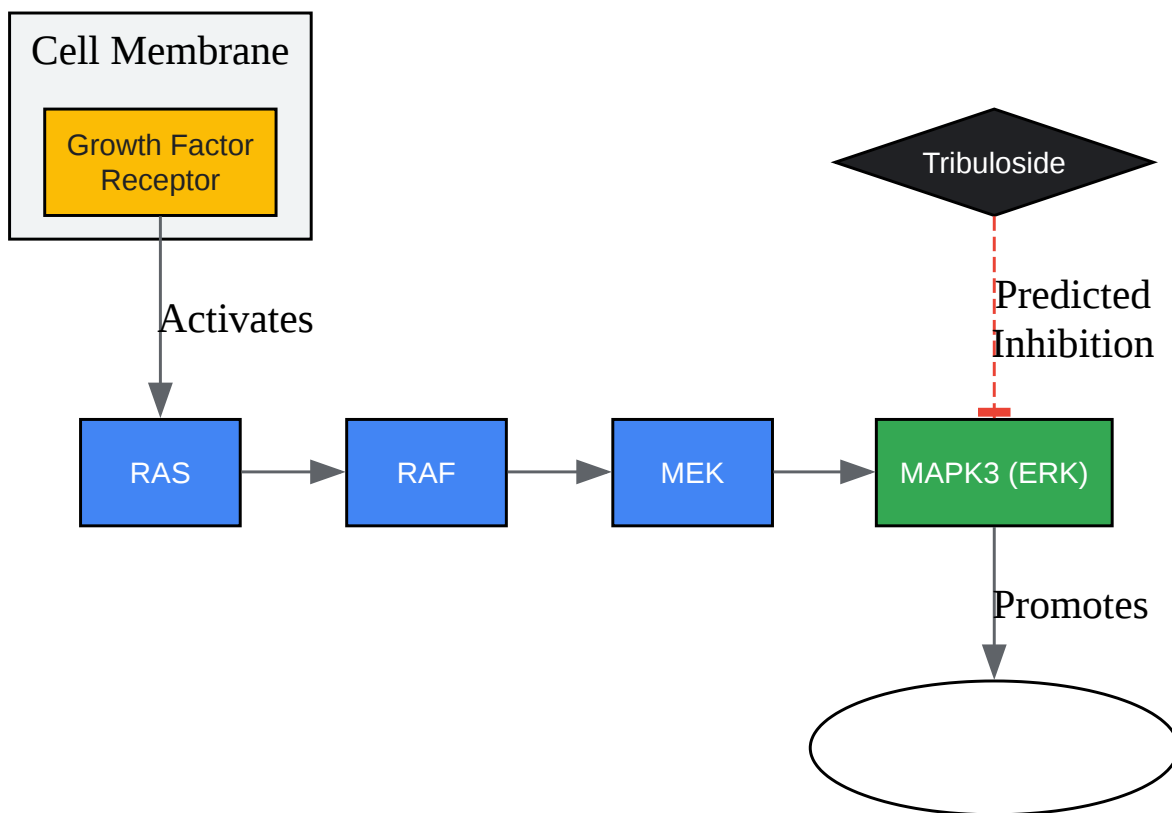 Cell Membrane
Growth Factor
Receptor
Tribuloside
Activates
Predicted
Inhibition
RAS
RAF
MEK
MAPK3 (ERK)
Promotes